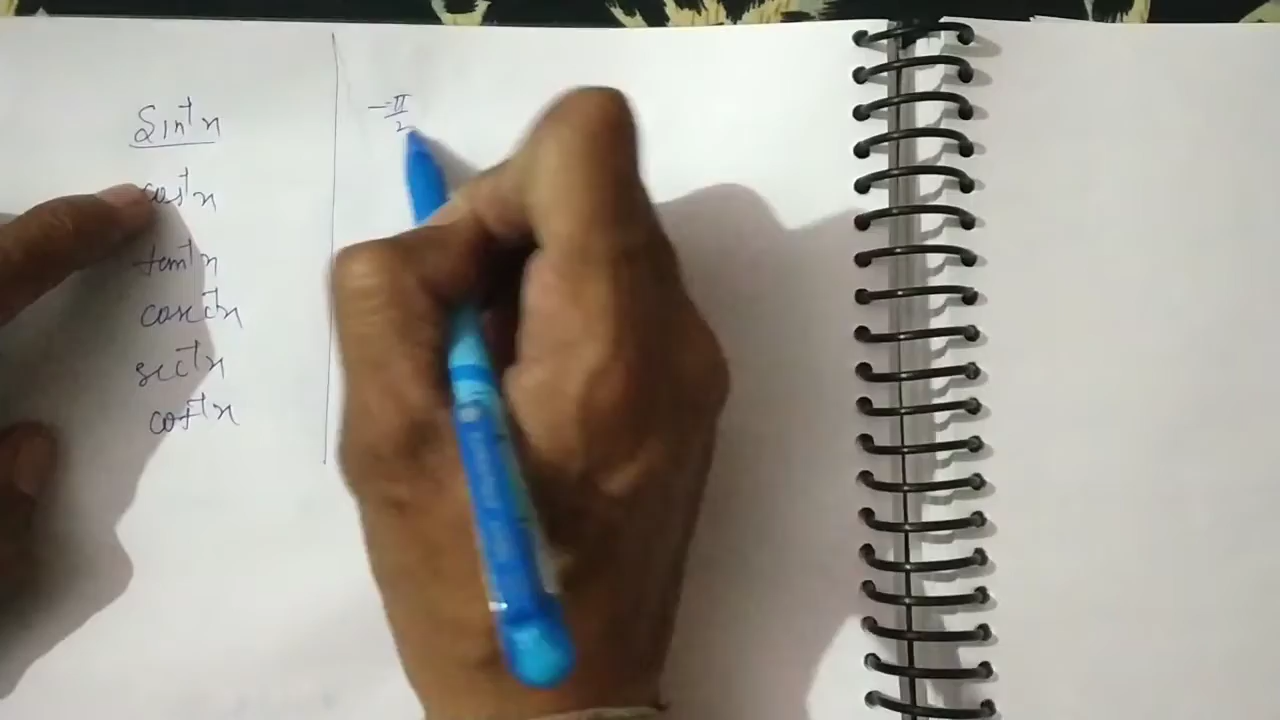 Sin⁻¹x -π/2
cos⁻¹x
tan⁻¹x
cosec⁻¹x
sec⁻¹x
cot⁻¹x